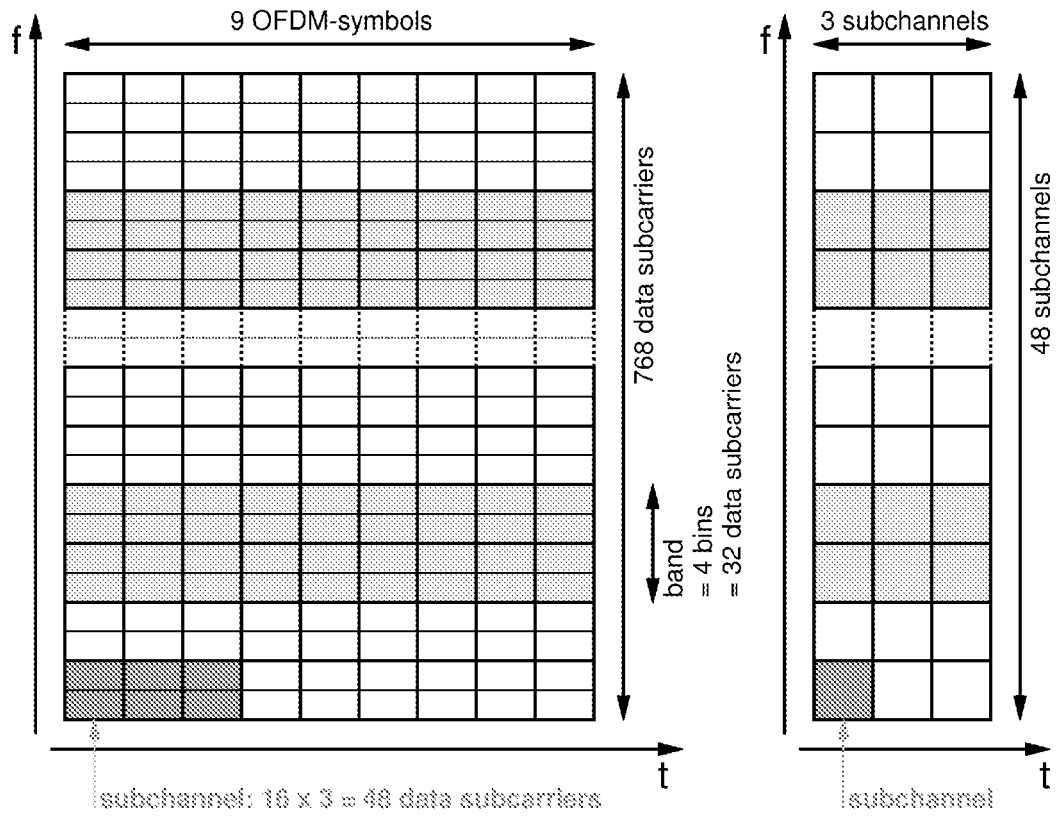 9 OFDM-symbols
3 subchannels
f
f
768 data subcarriers
48 subchannels
band
= 4 bins
= 32 data subcarriers
t
t
subchannel: 16 x 3 = 48 data subcarriers
subchannel